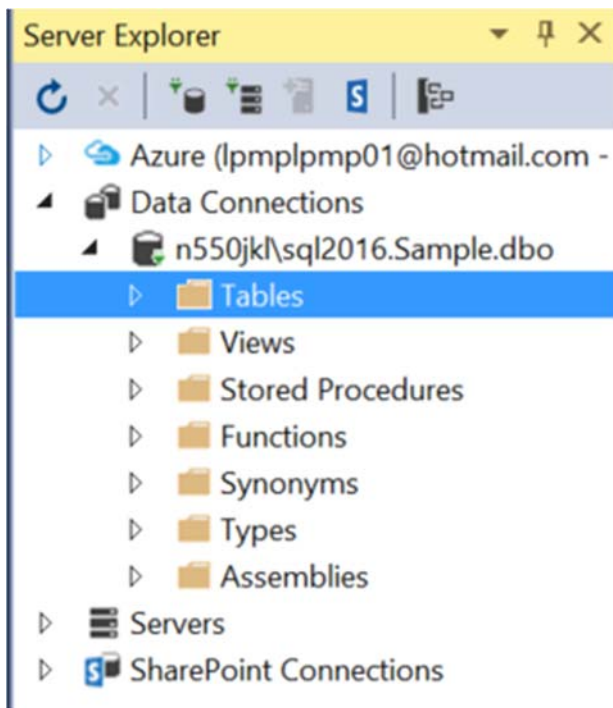 Server Explorer
Azure (lpmplpmp01@hotmail.com -
Data Connections
n550jkl\sql2016.Sample.dbo
Tables
Views
Stored Procedures
Functions
Synonyms
Types
Assemblies
Servers
SharePoint Connections